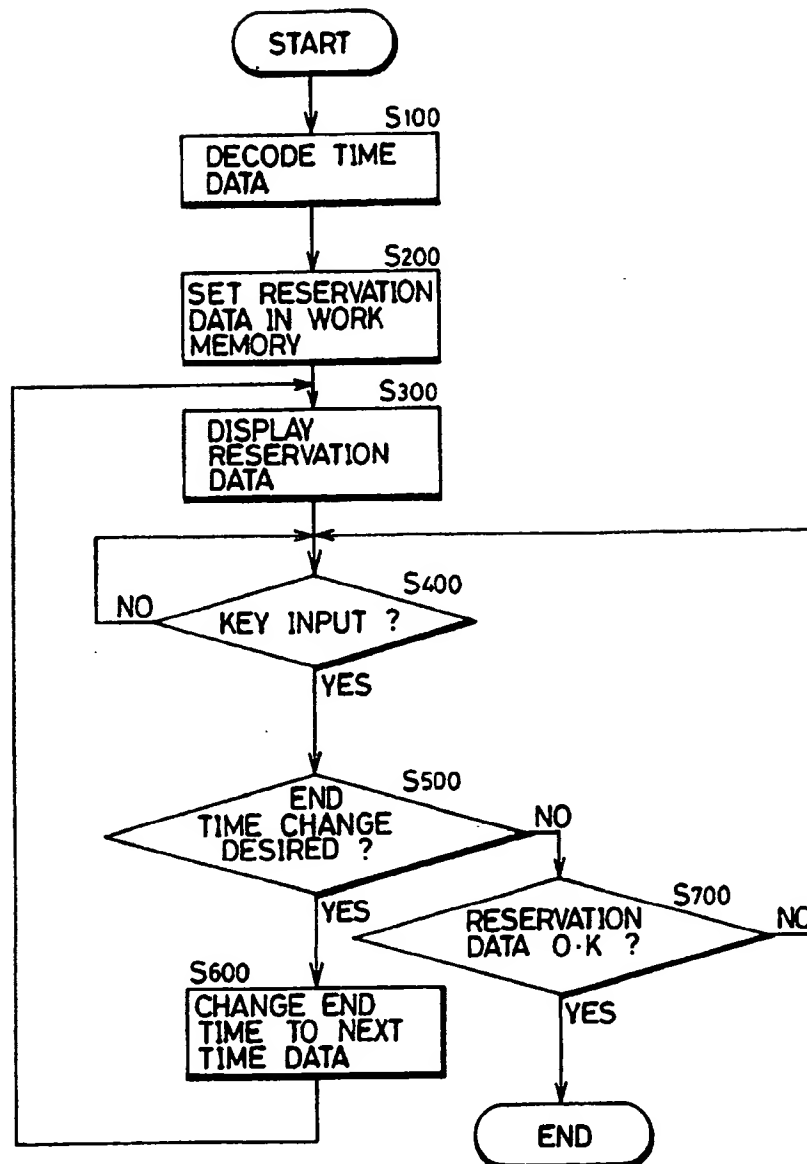 START
S100
DECODE TIME
DATA
S200
SET RESERVATION
DATA IN WORK
MEMORY
S300
DISPLAY
RESERVATION
DATA
S400
NO
KEY INPUT ?
YES
S500
END
TIME CHANGE
DESIRED ?
NO
YES
S700
RESERVATION
DATA O·K ?
NO
S600
CHANGE END
TIME TO NEXT
TIME DATA
YES
END